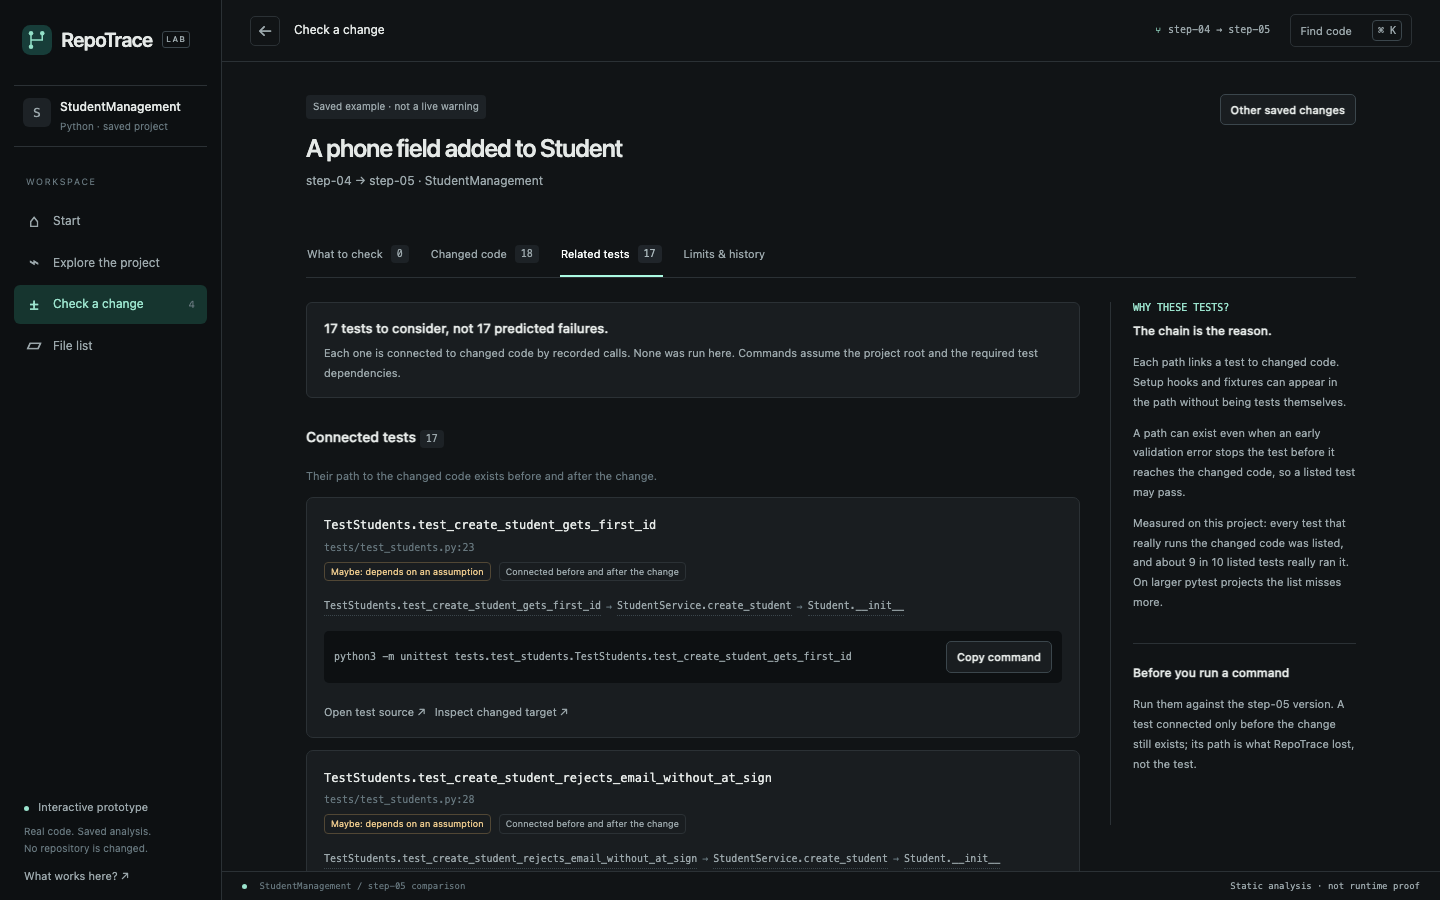 RepoTrace LAB
S
StudentManagement
Python · saved project
WORKSPACE
Start
Explore the project
Check a change 4
File list
Interactive prototype
Real code. Saved analysis.
No repository is changed.
What works here? ↗
← Check a change
step-04 → step-05
Find code ⌘ K
Saved example · not a live warning
Other saved changes
A phone field added to Student
step-04 → step-05 · StudentManagement
What to check 0
Changed code 18
Related tests 17
Limits & history
17 tests to consider, not 17 predicted failures.
Each one is connected to changed code by recorded calls. None was run here. Commands assume the project root and the required test
dependencies.
Connected tests 17
Their path to the changed code exists before and after the change.
TestStudents.test_create_student_gets_first_id
tests/test_students.py:23
Maybe: depends on an assumption
Connected before and after the change
TestStudents.test_create_student_gets_first_id → StudentService.create_student → Student.__init__
python3 -m unittest tests.test_students.TestStudents.test_create_student_gets_first_id
Copy command
Open test source ↗ Inspect changed target ↗
TestStudents.test_create_student_rejects_email_without_at_sign
tests/test_students.py:28
Maybe: depends on an assumption
Connected before and after the change
TestStudents.test_create_student_rejects_email_without_at_sign → StudentService.create_student → Student.__init__
WHY THESE TESTS?
The chain is the reason.
Each path links a test to changed code.
Setup hooks and fixtures can appear in
the path without being tests themselves.
A path can exist even when an early
validation error stops the test before it
reaches the changed code, so a listed test
may pass.
Measured on this project: every test that
really runs the changed code was listed,
and about 9 in 10 listed tests really ran it.
On larger pytest projects the list misses
more.
Before you run a command
Run them against the step-05 version. A
test connected only before the change
still exists; its path is what RepoTrace lost,
not the test.
StudentManagement / step-05 comparison
Static analysis · not runtime proof